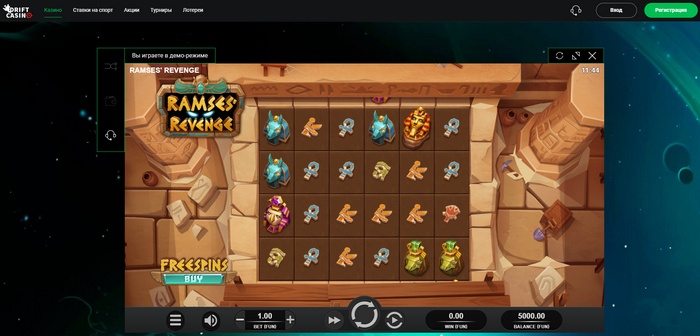 DRIFT CASINO
Казино
Ставки на спорт
Акции
Турниры
Лотереи
Вход
Регистрация
Вы играете в демо-режиме
RAMSES' REVENGE
11:44
RAMSES'
REVENGE
FREESPINS
BUY
1.00
BET (FUN)
0.00
WIN (FUN)
5000.00
BALANCE (FUN)